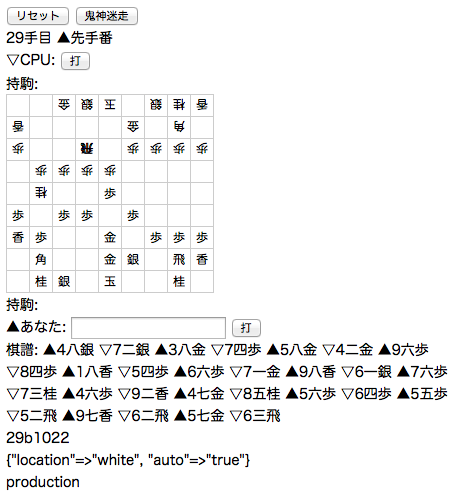 リセット 鬼神迷走
29手目 ▲先手番
▽CPU: 打
持駒:
金 銀 玉 銀 桂 香
香 金 角
歩 飛 歩 歩 歩 歩
歩 歩 歩 歩
桂 歩
歩 歩 歩 歩
香 歩 金 歩 歩 歩
角 金 銀 飛 香
桂 銀 玉 桂
持駒:
▲あなた: 打
棋譜: ▲4八銀 ▽7二銀 ▲3八金 ▽7四歩 ▲5八金 ▽4二金 ▲9六歩
▽8四歩 ▲1八香 ▽5四歩 ▲6六歩 ▽7一金 ▲9八香 ▽6一銀 ▲7六歩
▽7三桂 ▲4六歩 ▽9二香 ▲4七金 ▽8五桂 ▲5六歩 ▽6四歩 ▲5五歩
▽5二飛 ▲9七香 ▽6二飛 ▲5七金 ▽6三飛
29b1022
{"location"=>"white", "auto"=>"true"}
production